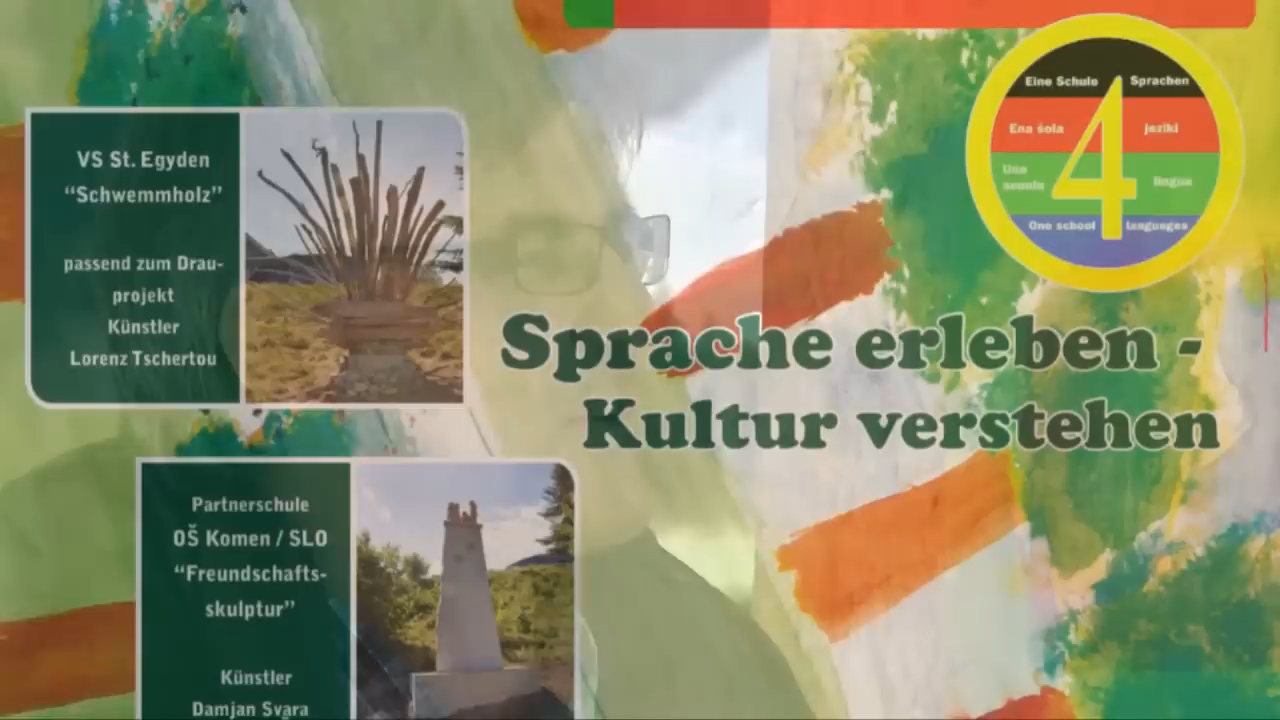 Eine Schule 4 Sprachen
Ena šola jeziki
Una scuola lingue
One school languages
VS St. Egyden
“Schwemmholz”
passend zum Drau-
projekt
Künstler
Lorenz Tschertou
Sprache erleben -
Kultur verstehen
Partnerschule
OŠ Komen / SLO
“Freundschafts-
skulptur”
Künstler
Damjan Svara